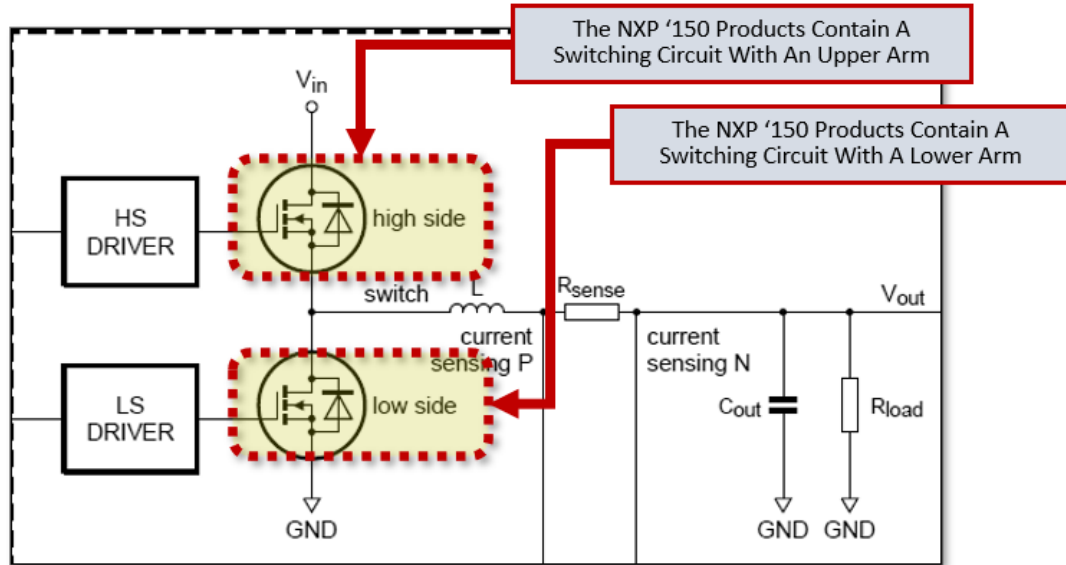 The NXP ‘150 Products Contain A
Switching Circuit With An Upper Arm
The NXP ‘150 Products Contain A
Switching Circuit With A Lower Arm
Vin
HS
DRIVER
high side
switch
L
Rsense
Vout
current
sensing P
current
sensing N
LS
DRIVER
low side
Cout
Rload
GND
GND
GND